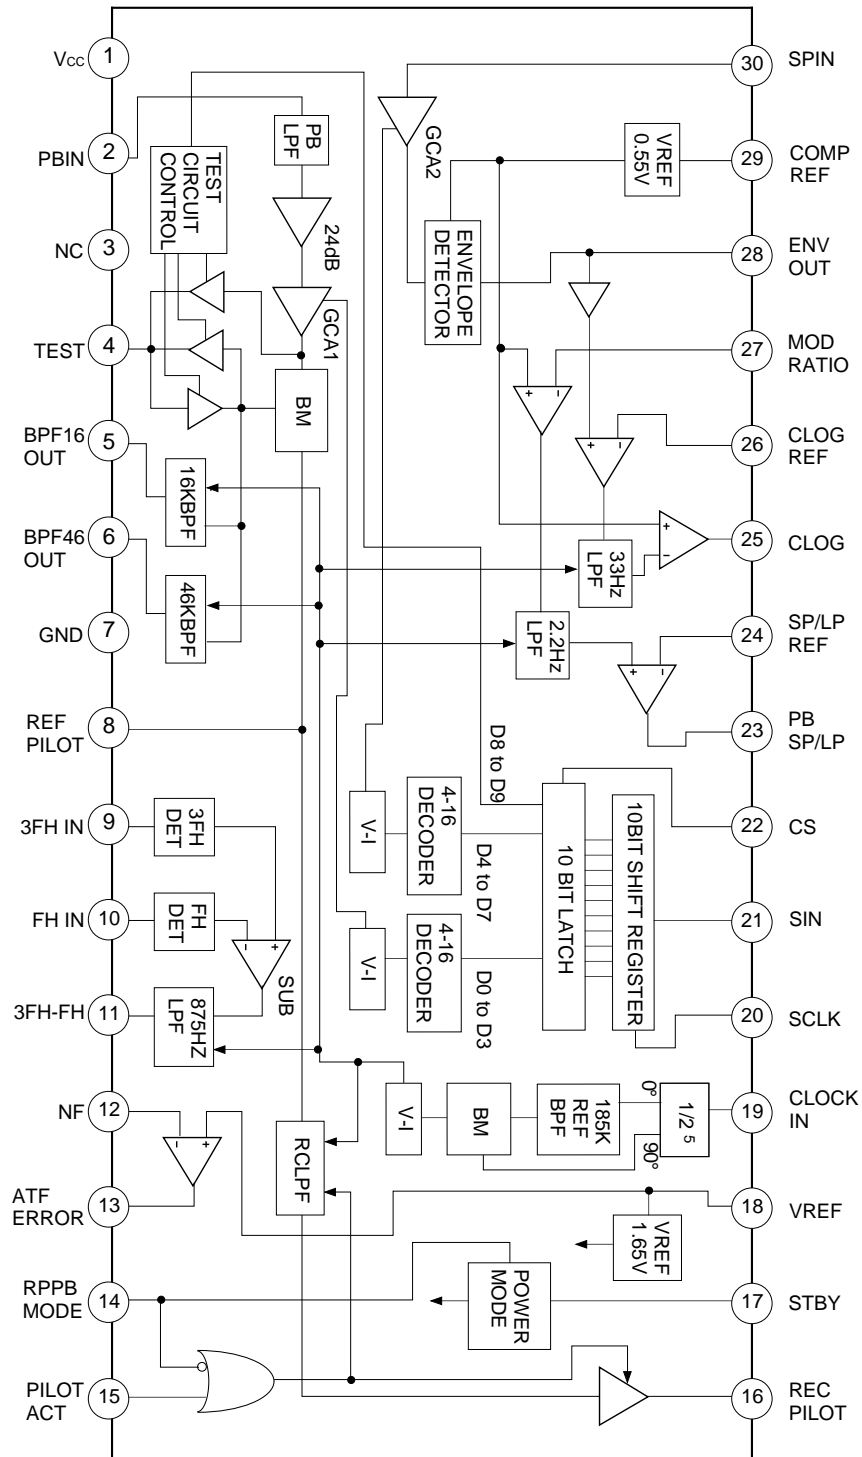 Vcc
1
PBIN
2
NC
3
TEST
4
BPF16
OUT
5
BPF46
OUT
6
GND
7
REF
PILOT
8
3FH IN
9
FH IN
10
3FH-FH
11
NF
12
ATF
ERROR
13
RPPB
MODE
14
PILOT
ACT
15
30
SPIN
29
COMP
REF
28
ENV
OUT
27
MOD
RATIO
26
CLOG
REF
25
CLOG
24
SP/LP
REF
23
PB
SP/LP
22
CS
21
SIN
20
SCLK
19
CLOCK
IN
18
VREF
17
STBY
16
REC
PILOT
TEST
CIRCUIT
CONTROL
PB
LPF
24dB
GCA1
GCA2
VREF
0.55V
ENVELOPE
DETECTOR
BM
16KBPF
46KBPF
+
−
+
−
33Hz
LPF
+
−
2.2Hz
LPF
+
−
D8 to D9
V-I
4-16
DECODER
D4 to D7
10 BIT LATCH
10BIT SHIFT REGISTER
3FH
DET
FH
DET
−
+
SUB
V-I
4-16
DECODER
D0 to D3
875HZ
LPF
V-I
BM
185K
REF
BPF
0°
90°
1/2 5
−
+
RCLPF
VREF
1.65V
POWER
MODE